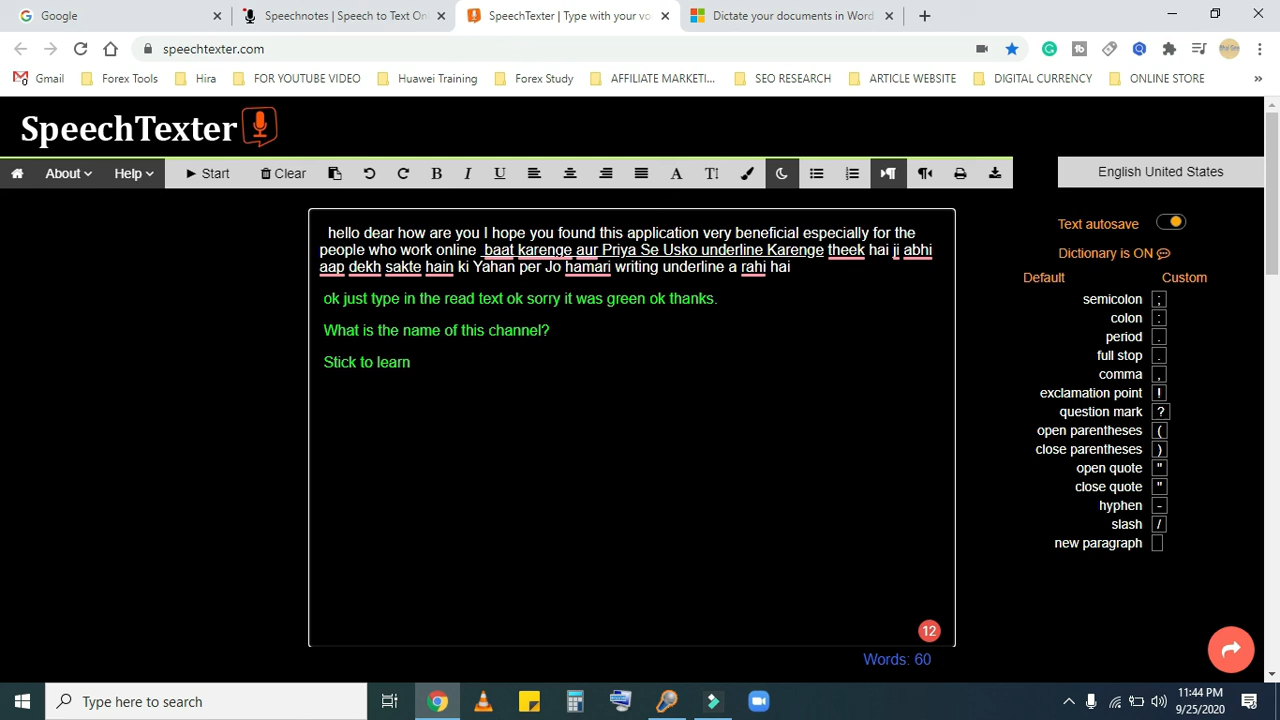 Google
Speechnotes | Speech to Text On
SpeechTexter | Type with your vo
Dictate your documents in Word
speechtexter.com
Gmail
Forex Tools
Hira
FOR YOUTUBE VIDEO
Huawei Training
Forex Study
AFFILIATE MARKETI...
SEO RESEARCH
ARTICLE WEBSITE
DIGITAL CURRENCY
ONLINE STORE
SpeechTexter
About
Help
Start
Clear
English United States
hello dear how are you I hope you found this application very beneficial especially for the
people who work online baat karenge aur Priya Se Usko underline Karenge theek hai ji abhi
aap dekh sakte hain ki Yahan per Jo hamari writing underline a rahi hai
ok just type in the read text ok sorry it was green ok thanks.
What is the name of this channel?
Stick to learn
12
Words: 60
Text autosave
Dictionary is ON
Default Custom
semicolon ;
colon :
period .
full stop .
comma ,
exclamation point !
question mark ?
open parentheses (
close parentheses )
open quote "
close quote "
hyphen -
slash /
new paragraph
Type here to search
11:44 PM
9/25/2020